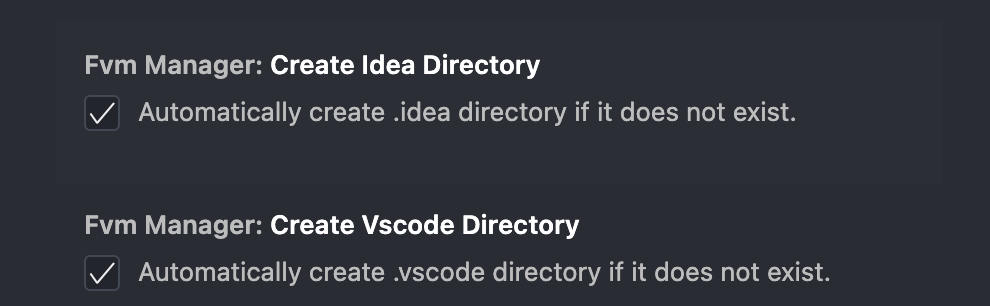 Fvm Manager: Create Idea Directory
Automatically create .idea directory if it does not exist.
Fvm Manager: Create Vscode Directory
Automatically create .vscode directory if it does not exist.